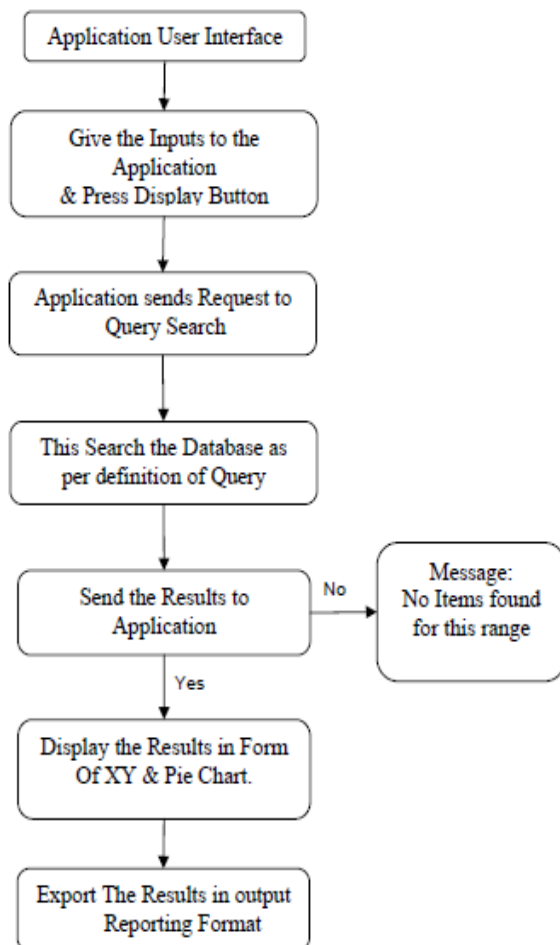 Application User Interface
Give the Inputs to the
Application
& Press Display Button
Application sends Request to
Query Search
This Search the Database as
per definition of Query
Send the Results to
Application
No
Message:
No Items found
for this range
Yes
Display the Results in Form
Of XY & Pie Chart.
Export The Results in output
Reporting Format